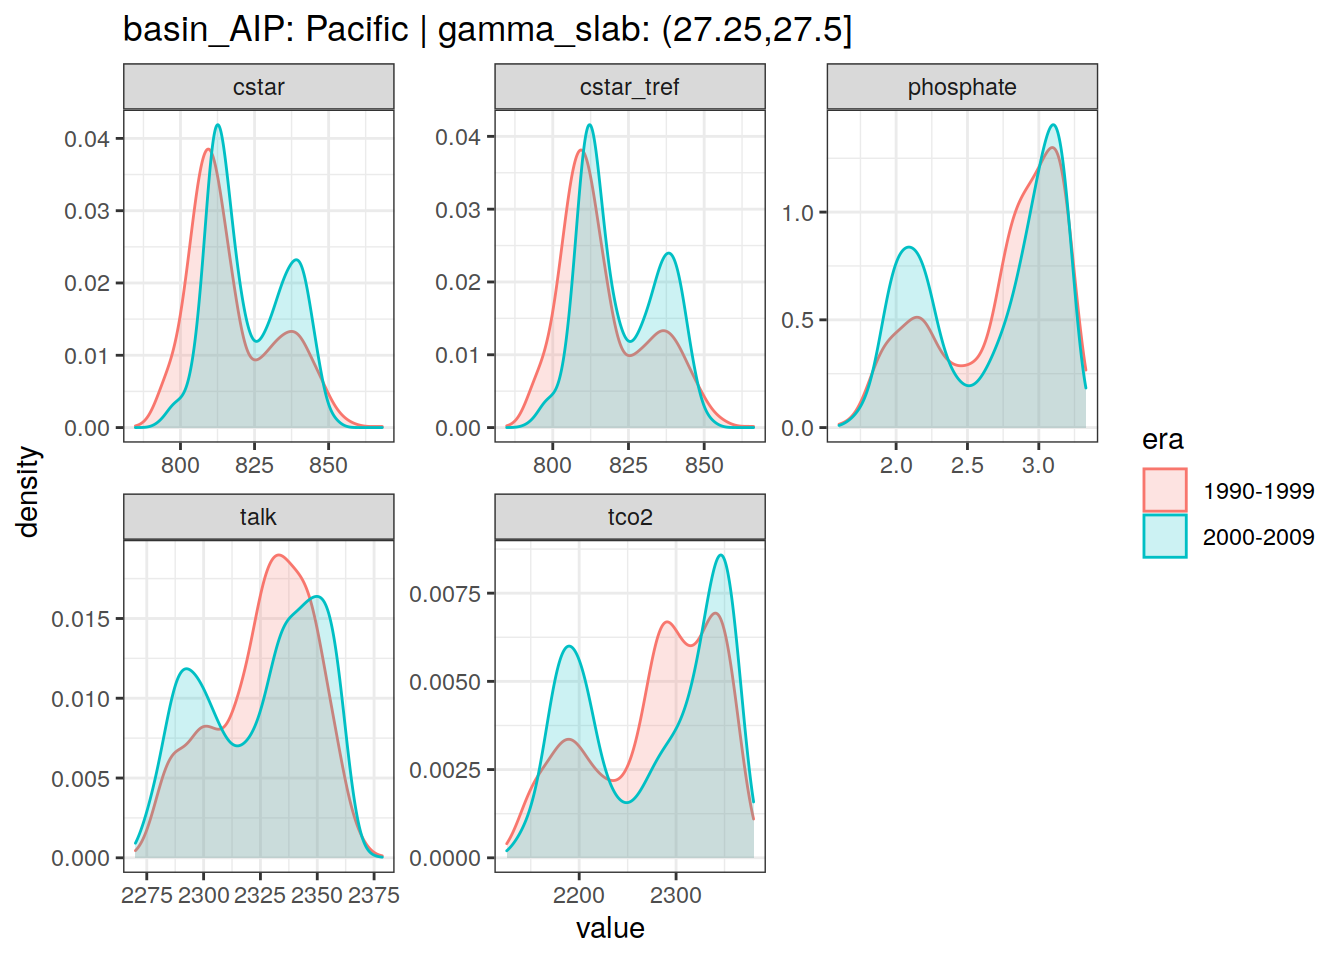 basin_AIP: Pacific | gamma_slab: (27.25,27.5]
cstar
cstar_tref
phosphate
0.04
0.03
0.02
0.01
0.00
800 825 850
0.04
0.03
0.02
0.01
0.00
800 825 850
1.0
0.5
0.0
2.0 2.5 3.0
density
talk
tco2
0.015
0.010
0.005
0.000
2275 2300 2325 2350 2375
0.0075
0.0050
0.0025
0.0000
2200 2300
value
era
1990-1999
2000-2009